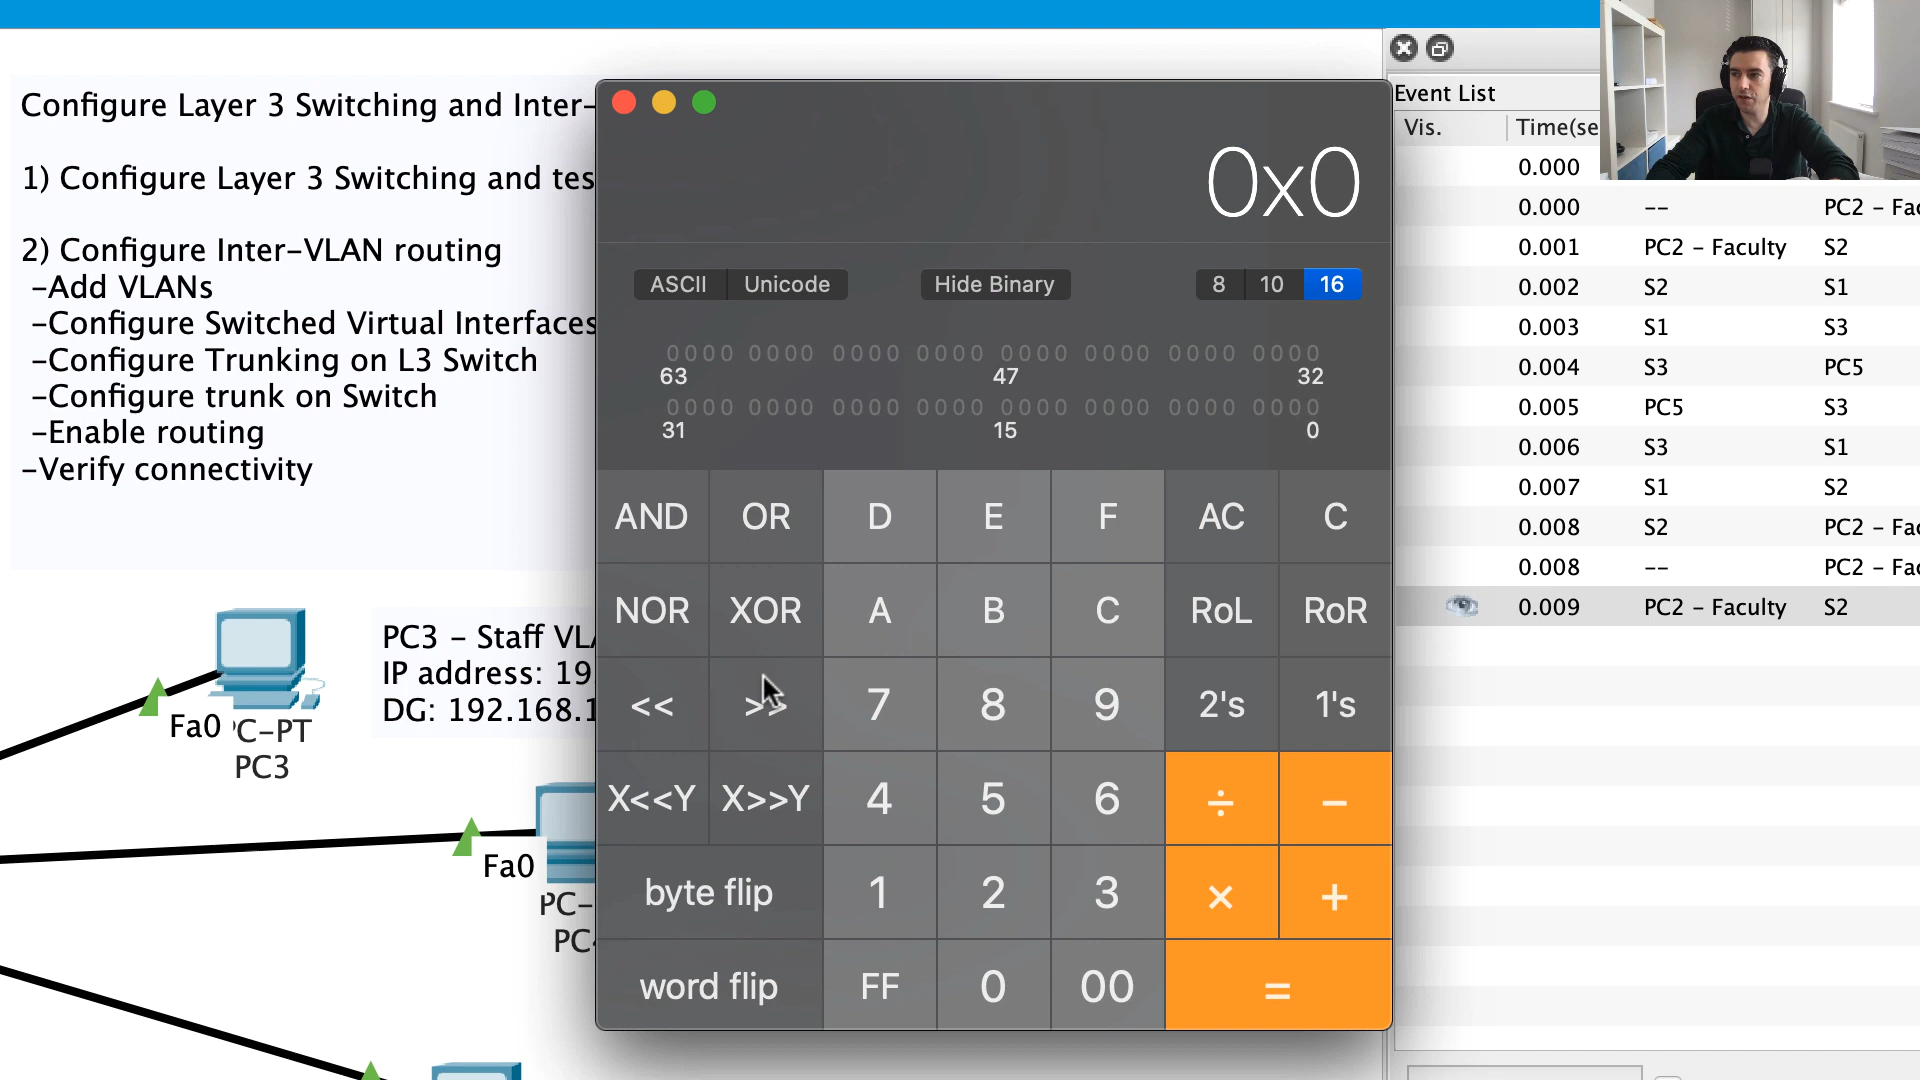 Configure Layer 3 Switching and Inter-
1) Configure Layer 3 Switching and tes
2) Configure Inter-VLAN routing
-Add VLANs
-Configure Switched Virtual Interfaces
-Configure Trunking on L3 Switch
-Configure trunk on Switch
-Enable routing
-Verify connectivity
PC3 - Staff VLA
IP address: 19
DG: 192.168.1
Fa0
PC-PT
PC3
Fa0
PC-
PC4
0x0
ASCII Unicode Hide Binary 8 10 16
0000 0000 0000 0000 0000 0000 0000 0000
63 47 32
0000 0000 0000 0000 0000 0000 0000 0000
31 15 0
AND OR D E F AC C
NOR XOR A B C RoL RoR
<< >> 7 8 9 2's 1's
X<<Y X>>Y 4 5 6 ÷ −
byte flip 1 2 3 × +
word flip FF 0 00 =
Event List
Vis. Time(se
0.000
0.000 -- PC2 - Fac
0.001 PC2 - Faculty S2
0.002 S2 S1
0.003 S1 S3
0.004 S3 PC5
0.005 PC5 S3
0.006 S3 S1
0.007 S1 S2
0.008 S2 PC2 - Fac
0.008 -- PC2 - Fac
0.009 PC2 - Faculty S2